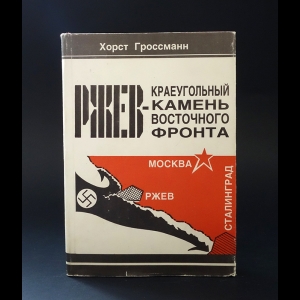 Хорст Гроссманн
РЖЕВ-
КРАЕУГОЛЬНЫЙ
КАМЕНЬ
ВОСТОЧНОГО
ФРОНТА
МОСКВА
РЖЕВ
СТАЛИНГРАД